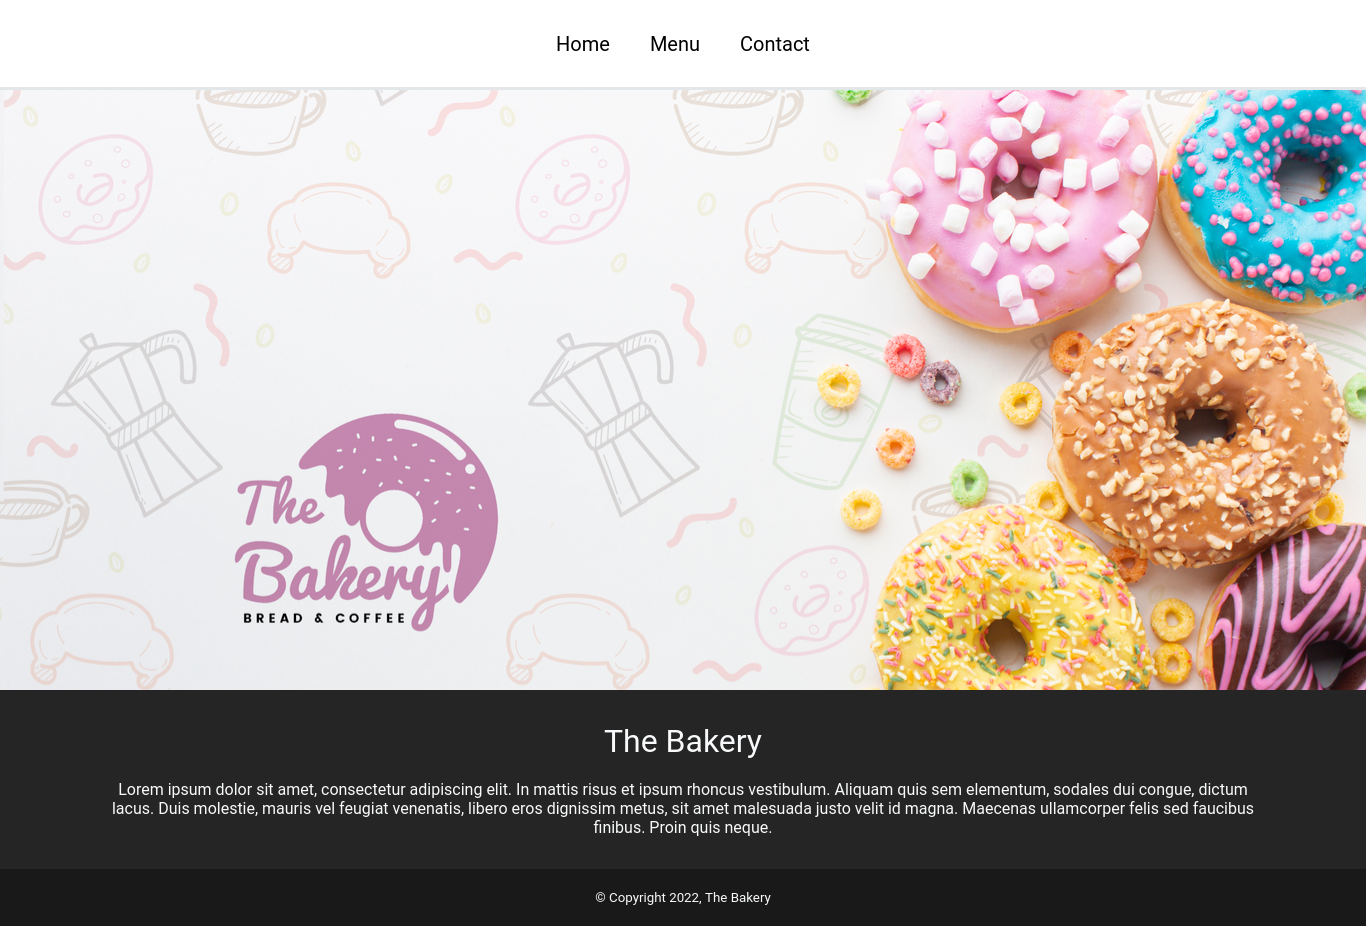 Home Menu Contact
The
Bakery
BREAD & COFFEE
The Bakery
Lorem ipsum dolor sit amet, consectetur adipiscing elit. In mattis risus et ipsum rhoncus vestibulum. Aliquam quis sem elementum, sodales dui congue, dictum
lacus. Duis molestie, mauris vel feugiat venenatis, libero eros dignissim metus, sit amet malesuada justo velit id magna. Maecenas ullamcorper felis sed faucibus
finibus. Proin quis neque.
© Copyright 2022, The Bakery